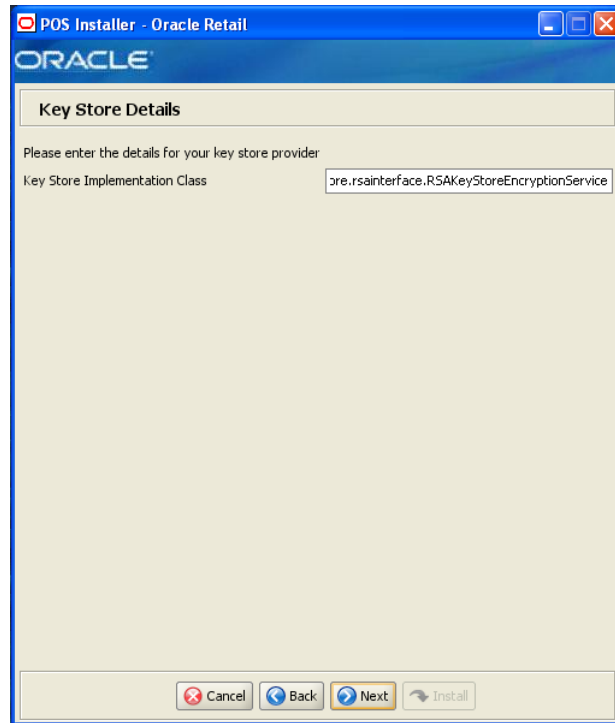 POS Installer - Oracle Retail
ORACLE
Key Store Details
Please enter the details for your key store provider
Key Store Implementation Class
ore.rsainterface.RSAKeyStoreEncryptionService
Cancel
Back
Next
Install